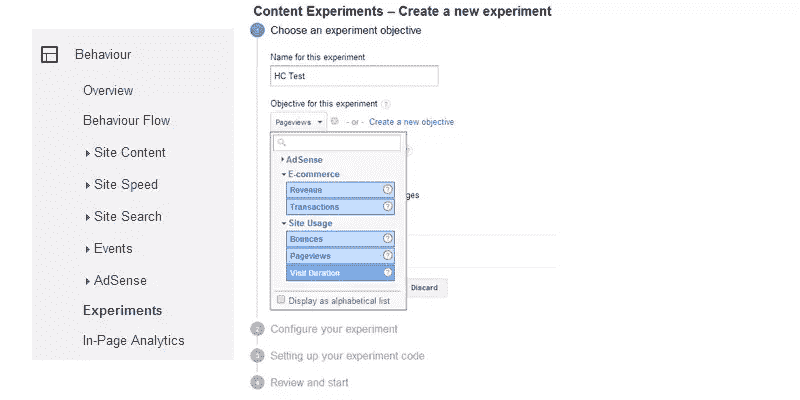 Behaviour
Overview
Behaviour Flow
Site Content
Site Speed
Site Search
Events
AdSense
Experiments
In-Page Analytics
Content Experiments – Create a new experiment
1 Choose an experiment objective
Name for this experiment
HC Test
Objective for this experiment ?
Pageviews - or - Create a new objective
AdSense
E-commerce
Revenue ?
Transactions ?
Site Usage
Bounces ?
Pageviews ?
Visit Duration ?
Display as alphabetical list
ges
Discard
2 Configure your experiment
3 Setting up your experiment code
4 Review and start